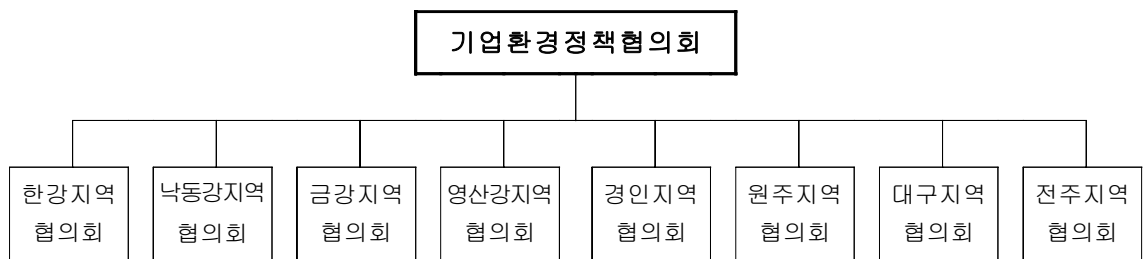 기업환경정책협의회
한강지역
협의회
낙동강지역
협의회
금강지역
협의회
영산강지역
협의회
경인지역
협의회
원주지역
협의회
대구지역
협의회
전주지역
협의회